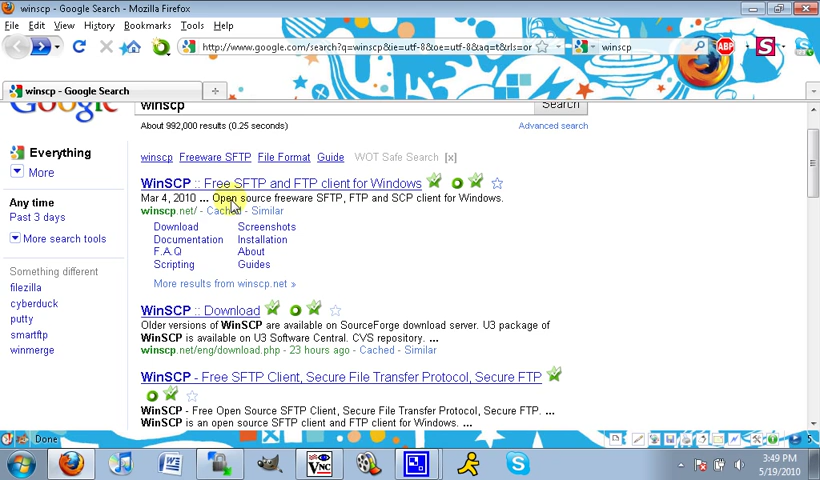 winscp - Google Search - Mozilla Firefox
File Edit View History Bookmarks Tools Help
http://www.google.com/search?q=winscp&ie=utf-8&oe=utf-8&aq=t&rls=or
winscp
ABP
S
winscp - Google Search
Google
winscp
Search
About 992,000 results (0.25 seconds)
Advanced search
Everything
More
Any time
Past 3 days
More search tools
Something different
filezilla
cyberduck
putty
smartftp
winmerge
winscp Freeware SFTP File Format Guide WOT Safe Search [x]
WinSCP :: Free SFTP and FTP client for Windows
Mar 4, 2010 ... Open source freeware SFTP, FTP and SCP client for Windows.
winscp.net/ - Cached - Similar
Download Screenshots
Documentation Installation
F.A.Q About
Scripting Guides
More results from winscp.net »
WinSCP :: Download
Older versions of WinSCP are available on SourceForge download server. U3 package of
WinSCP is available on U3 Software Central. CVS repository. ...
winscp.net/eng/download.php - 23 hours ago - Cached - Similar
WinSCP - Free SFTP Client, Secure File Transfer Protocol, Secure FTP
WinSCP - Free Open Source SFTP Client, Secure File Transfer Protocol, Secure FTP. ...
WinSCP is an open source SFTP client and FTP client for Windows. ...
Done
5
VNC
3:49 PM
5/19/2010